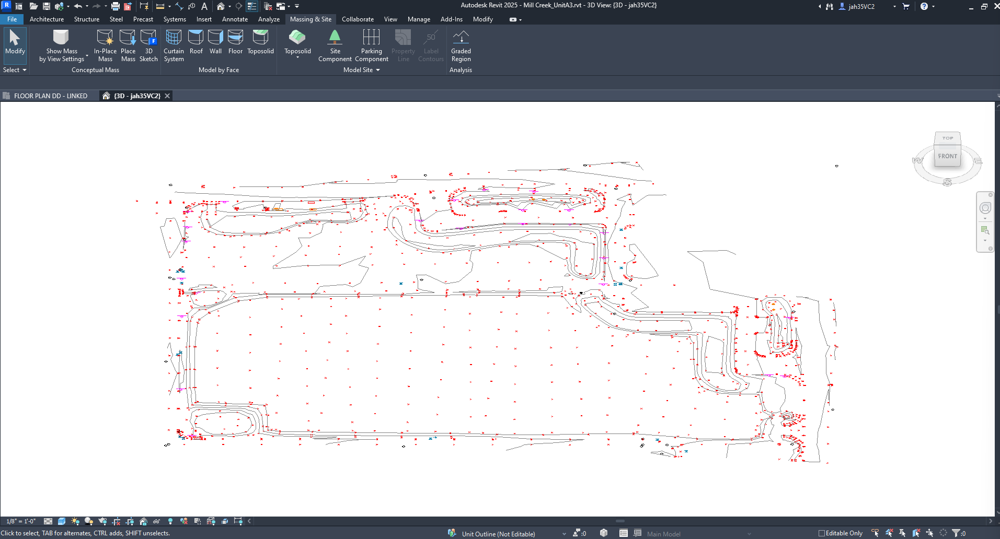 Autodesk Revit 2025 - Mill Creek_UnitA3.rvt - 3D View: {3D - jah35VC2}
jah35VC2
File Architecture Structure Steel Precast Systems Insert Annotate Analyze Massing & Site Collaborate View Manage Add-Ins Modify
Modify
Show Mass
by View Settings
In-Place
Mass
Place
Mass
3D
Sketch
Curtain
System
Roof
Wall
Floor
Toposolid
Toposolid
Site
Component
Parking
Component
Property
Line
50
Label
Contours
Graded
Region
Select
Conceptual Mass
Model by Face
Model Site
Analysis
FLOOR PLAN DD - LINKED
{3D - jah35VC2}
TOP
FRONT
W
E
S
1/8" = 1'-0"
Click to select, TAB for alternates, CTRL adds, SHIFT unselects.
Unit Outline (Not Editable)
:0
Main Model
Editable Only
:0